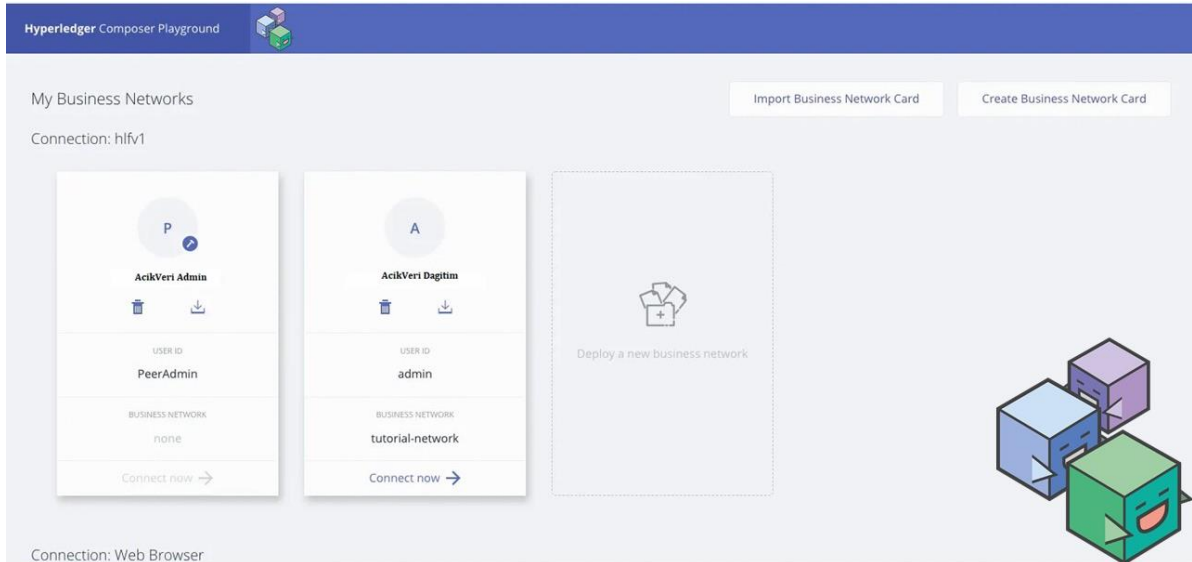 Hyperledger Composer Playground
My Business Networks
Import Business Network Card
Create Business Network Card
Connection: hlfv1
P
AcikVeri Admin
USER ID
PeerAdmin
BUSINESS NETWORK
none
Connect now
A
AcikVeri Dagitim
USER ID
admin
BUSINESS NETWORK
tutorial-network
Connect now
Deploy a new business network
Connection: Web Browser